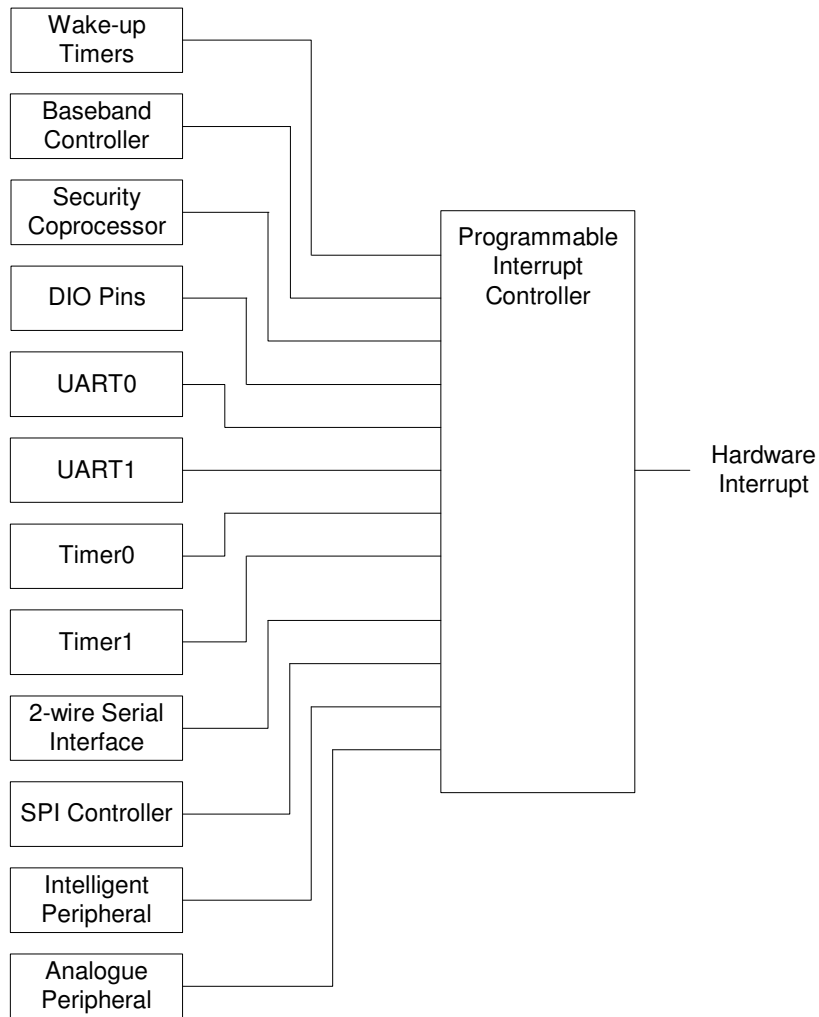 Wake-up
Timers
Baseband
Controller
Security
Coprocessor
DIO Pins
UART0
UART1
Timer0
Timer1
2-wire Serial
Interface
SPI Controller
Intelligent
Peripheral
Analogue
Peripheral
Programmable
Interrupt
Controller
Hardware
Interrupt